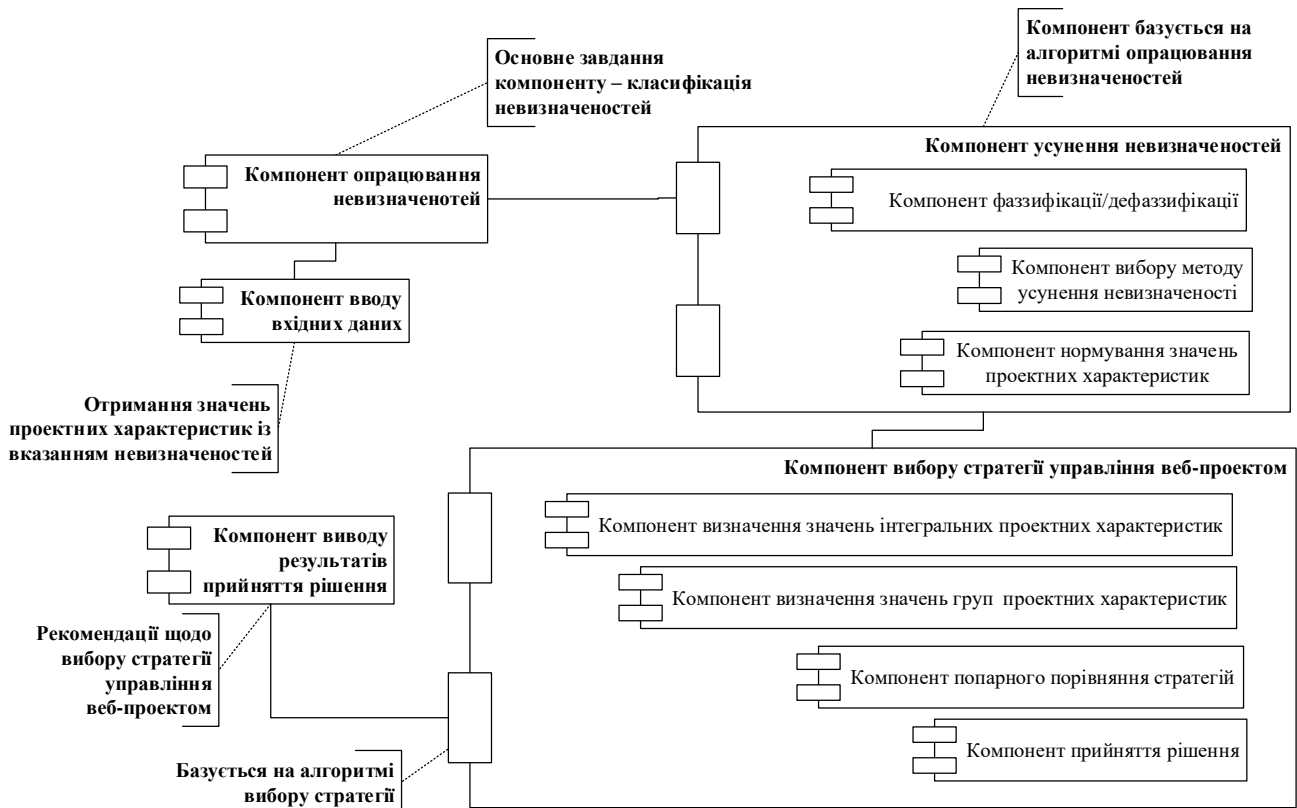 Основне завдання
компоненту – класифікація
невизначеностей
Компонент базується на
алгоритмі опрацювання
невизначеностей
Компонент опрацювання
невизначенотей
Компонент усунення невизначеностей
Компонент фаззифікації/дефаззифікації
Компонент вибору методу
усунення невизначеності
Компонент нормування значень
проектних характеристик
Компонент вводу
вхідних даних
Отримання значень
проектних характеристик із
вказанням невизначеностей
Компонент вибору стратегії управління веб-проектом
Компонент визначення значень інтегральних проектних характеристик
Компонент визначення значень груп  проектних характеристик
Компонент попарного порівняння стратегій
Компонент прийняття рішення
Компонент виводу
результатів
прийняття рішення
Рекомендації щодо
вибору стратегії
управління
веб-проектом
Базується на алгоритмі
вибору стратегії